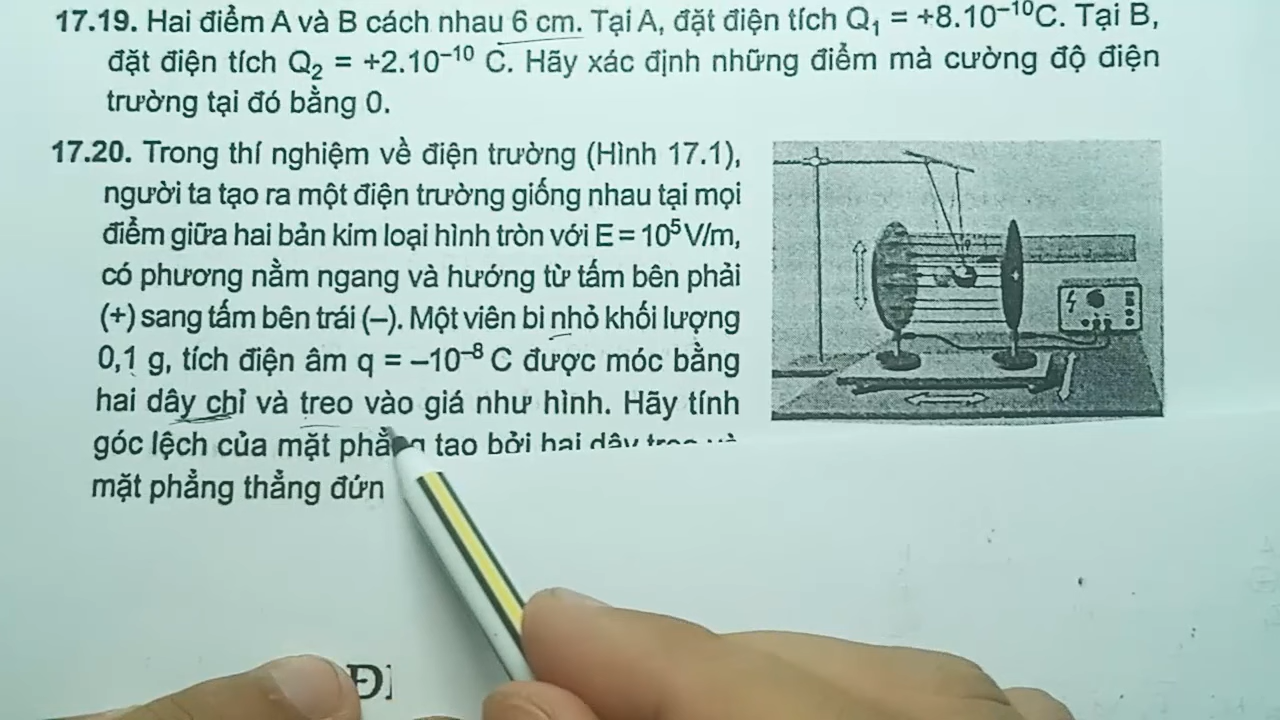 17.19. Hai điểm A và B cách nhau 6 cm. Tại A, đặt điện tích Q₁ = +8.10⁻¹⁰C. Tại B,
đặt điện tích Q₂ = +2.10⁻¹⁰ C. Hãy xác định những điểm mà cường độ điện
trường tại đó bằng 0.
17.20. Trong thí nghiệm về điện trường (Hình 17.1),
người ta tạo ra một điện trường giống nhau tại mọi
điểm giữa hai bản kim loại hình tròn với E = 10⁵V/m,
có phương nằm ngang và hướng từ tấm bên phải
(+) sang tấm bên trái (–). Một viên bi nhỏ khối lượng
0,1 g, tích điện âm q = –10⁻⁸ C được móc bằng
hai dây chỉ và treo vào giá như hình. Hãy tính
góc lệch của mặt tạo bởi hai dây treo
mặt phẳng thẳng